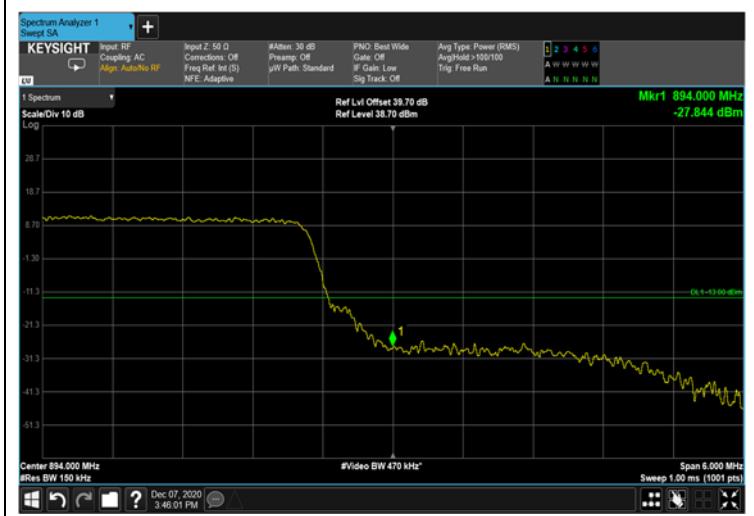 Spectrum Analyzer 1
Swept SA
+
KEYSIGHT
Input: RF
Coupling: AC
Align: Auto/No RF
Input Z: 50 Ω
Corrections: Off
Freq Ref: Int (S)
NFE: Adaptive
#Atten: 30 dB
Preamp: Off
µW Path: Standard
PNO: Best Wide
Gate: Off
IF Gain: Low
Sig Track: Off
Avg Type: Power (RMS)
Avg|Hold:>100/100
Trig: Free Run
1 2 3 4 5 6
A W W W W W
A N N N N N
LXI
1 Spectrum
Scale/Div 10 dB
Log
Ref Lvl Offset 39.70 dB
Ref Level 38.70 dBm
Mkr1 894.000 MHz
-27.844 dBm
28.7
18.7
8.70
-1.30
-11.3
DL1 -13.00 dBm
-21.3
1
-31.3
-41.3
-51.3
Center 894.000 MHz
#Res BW 150 kHz
#Video BW 470 kHz*
Span 6.000 MHz
Sweep 1.00 ms (1001 pts)
?
Dec 07, 2020
3:46:01 PM